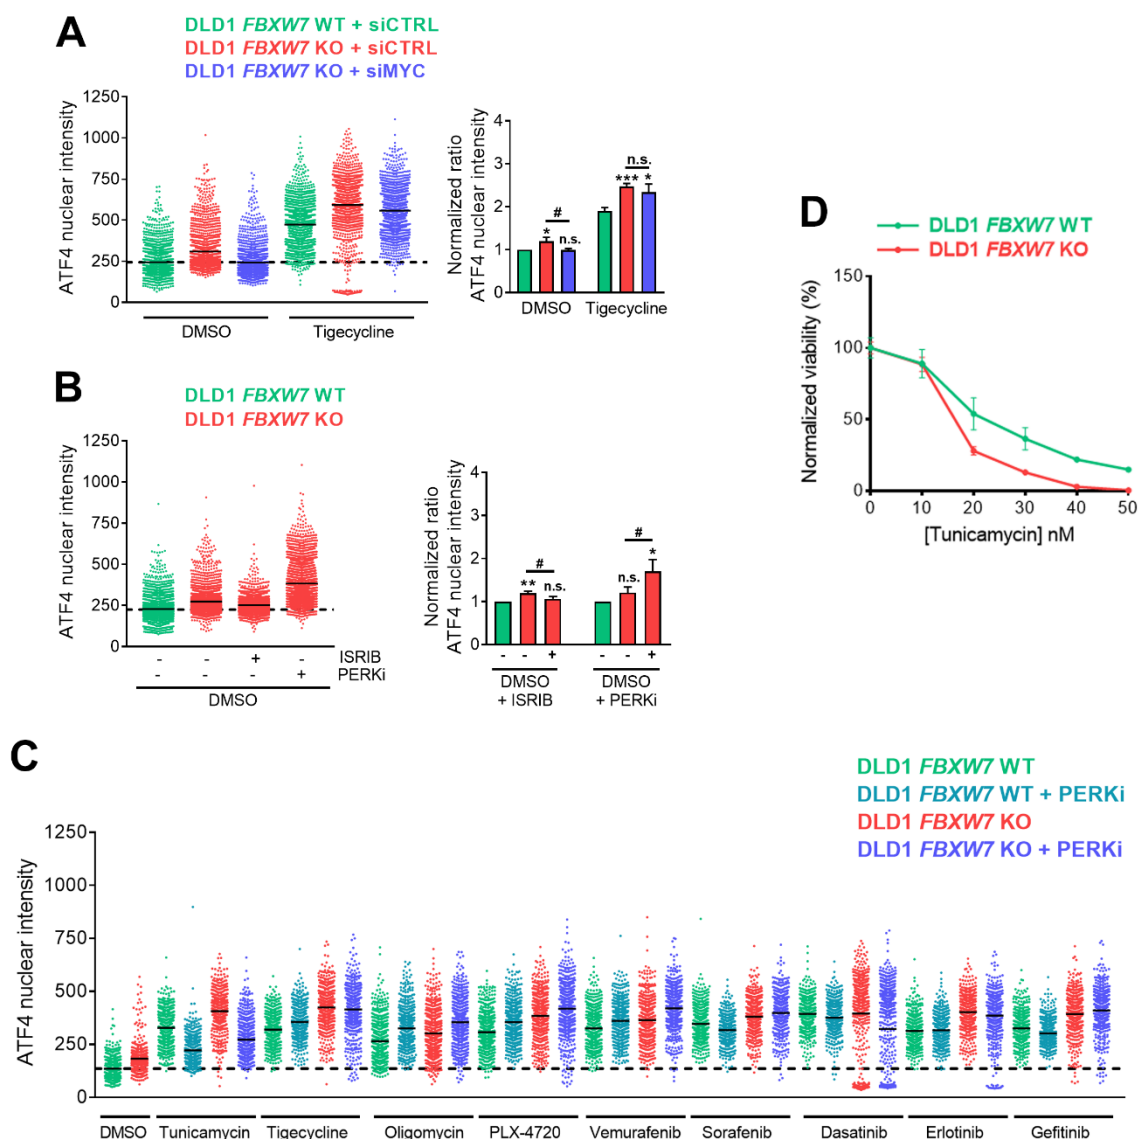 A
DLD1 FBXW7 WT + siCTRL
DLD1 FBXW7 KO + siCTRL
DLD1 FBXW7 KO + siMYC
ATF4 nuclear intensity
1250
1000
750
500
250
0
DMSO
Tigecycline
Normalized ratio
ATF4 nuclear intensity
4
3
2
1
0
#
*
n.s.
n.s.
***
*
DMSO
Tigecycline
B
DLD1 FBXW7 WT
DLD1 FBXW7 KO
ATF4 nuclear intensity
1250
1000
750
500
250
0
- - + - ISRIB
- - - + PERKi
DMSO
Normalized ratio
ATF4 nuclear intensity
4
3
2
1
0
#
**
n.s.
#
n.s.
*
- - + - - +
DMSO
+ ISRIB
DMSO
+ PERKi
D
DLD1 FBXW7 WT
DLD1 FBXW7 KO
Normalized viability (%)
150
100
50
0
0 10 20 30 40 50
[Tunicamycin] nM
C
DLD1 FBXW7 WT
DLD1 FBXW7 WT + PERKi
DLD1 FBXW7 KO
DLD1 FBXW7 KO + PERKi
ATF4 nuclear intensity
1250
1000
750
500
250
0
DMSO Tunicamycin Tigecycline Oligomycin PLX-4720 Vemurafenib Sorafenib Dasatinib Erlotinib Gefitinib